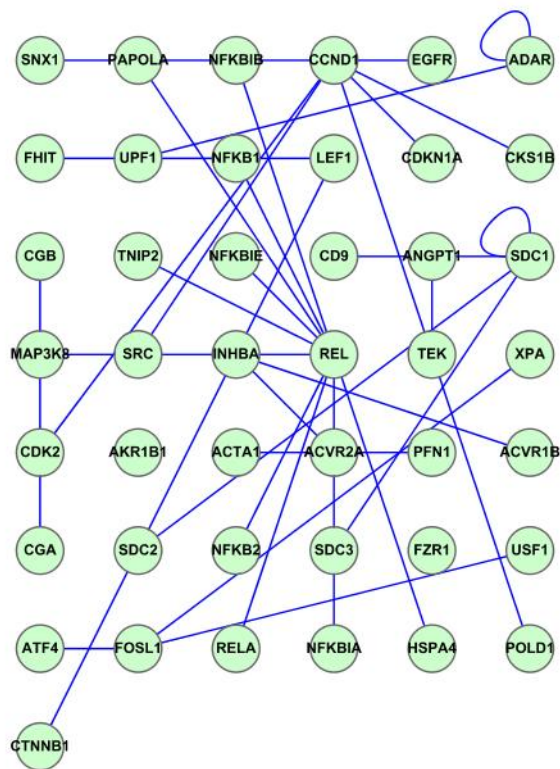 SNX1 PAPOLA NFKBIB CCND1 EGFR ADAR
FHIT UPF1 NFKB1 LEF1 CDKN1A CKS1B
CGB TNIP2 NFKBIE CD9 ANGPT1 SDC1
MAP3K8 SRC INHBA REL TEK XPA
CDK2 AKR1B1 ACTA1 ACVR2A PFN1 ACVR1B
CGA SDC2 NFKB2 SDC3 FZR1 USF1
ATF4 FOSL1 RELA NFKBIA HSPA4 POLD1
CTNNB1